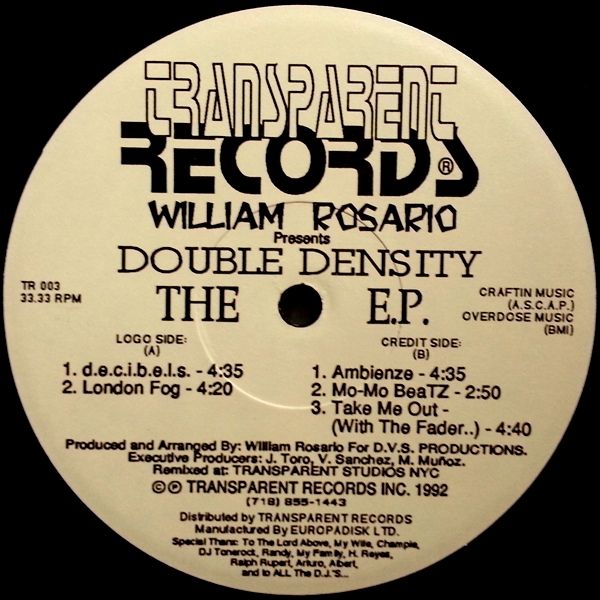 TRANSPARENT
RECORDS®
WILLIAM ROSARIO
Presents
DOUBLE DENSITY
THE E.P.
TR 003
33.33 RPM
CRAFTIN MUSIC
(A.S.C.A.P.)
OVERDOSE MUSIC
(BMI)
LOGO SIDE:
(A)
1. d.e.c.i.b.e.l.s. - 4:35
2. London Fog - 4:20
CREDIT SIDE:
(B)
1. Ambienze - 4:35
2. Mo-Mo BeaTZ - 2:50
3. Take Me Out -
(With The Fader..) - 4:40
Produced and Arranged By: William Rosario For D.V.S. PRODUCTIONS.
Executive Producers: J. Toro, V. Sanchez, M. Muñoz.
Remixed at: TRANSPARENT STUDIOS NYC
©℗ TRANSPARENT RECORDS INC. 1992
(718) 855-1443
Distributed by TRANSPARENT RECORDS
Manufactured By EUROPADISK LTD.
Special Thanx: To The Lord Above, My Wife, Champie,
DJ Tonerock, Randy, My Family, H. Reyes,
Ralph Rupert, Arturo, Albert,
and to ALL The D.J.'S...